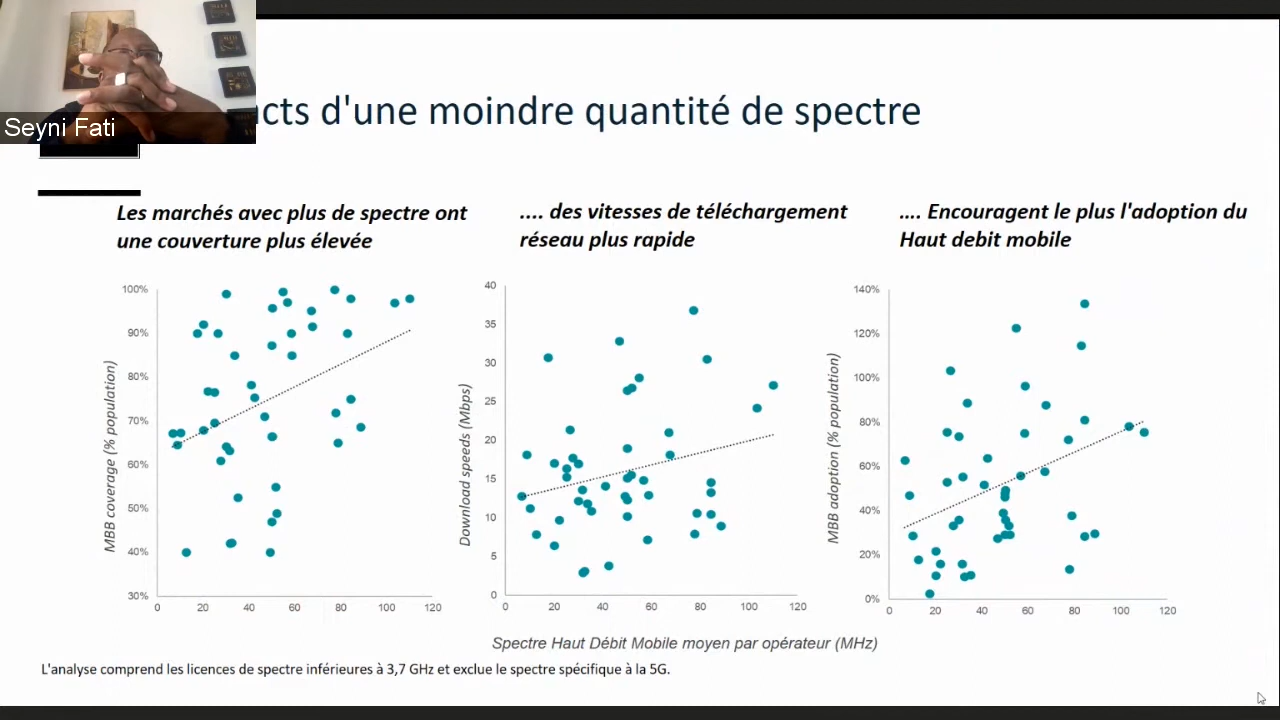 Seyni Fati
cts d'une moindre quantité de spectre
Les marchés avec plus de spectre ont
une couverture plus élevée
.... des vitesses de téléchargement
réseau plus rapide
.... Encouragent le plus l'adoption du
Haut debit mobile
MBB coverage (% population)
100%
90%
80%
70%
60%
50%
40%
30%
0 20 40 60 80 100 120
Download speeds (Mbps)
40
35
30
25
20
15
10
5
0
0 20 40 60 80 100 120
MBB adoption (% population)
140%
120%
100%
80%
60%
40%
20%
0%
0 20 40 60 80 100 120
Spectre Haut Débit Mobile moyen par opérateur (MHz)
L'analyse comprend les licences de spectre inférieures à 3,7 GHz et exclue le spectre spécifique à la 5G.